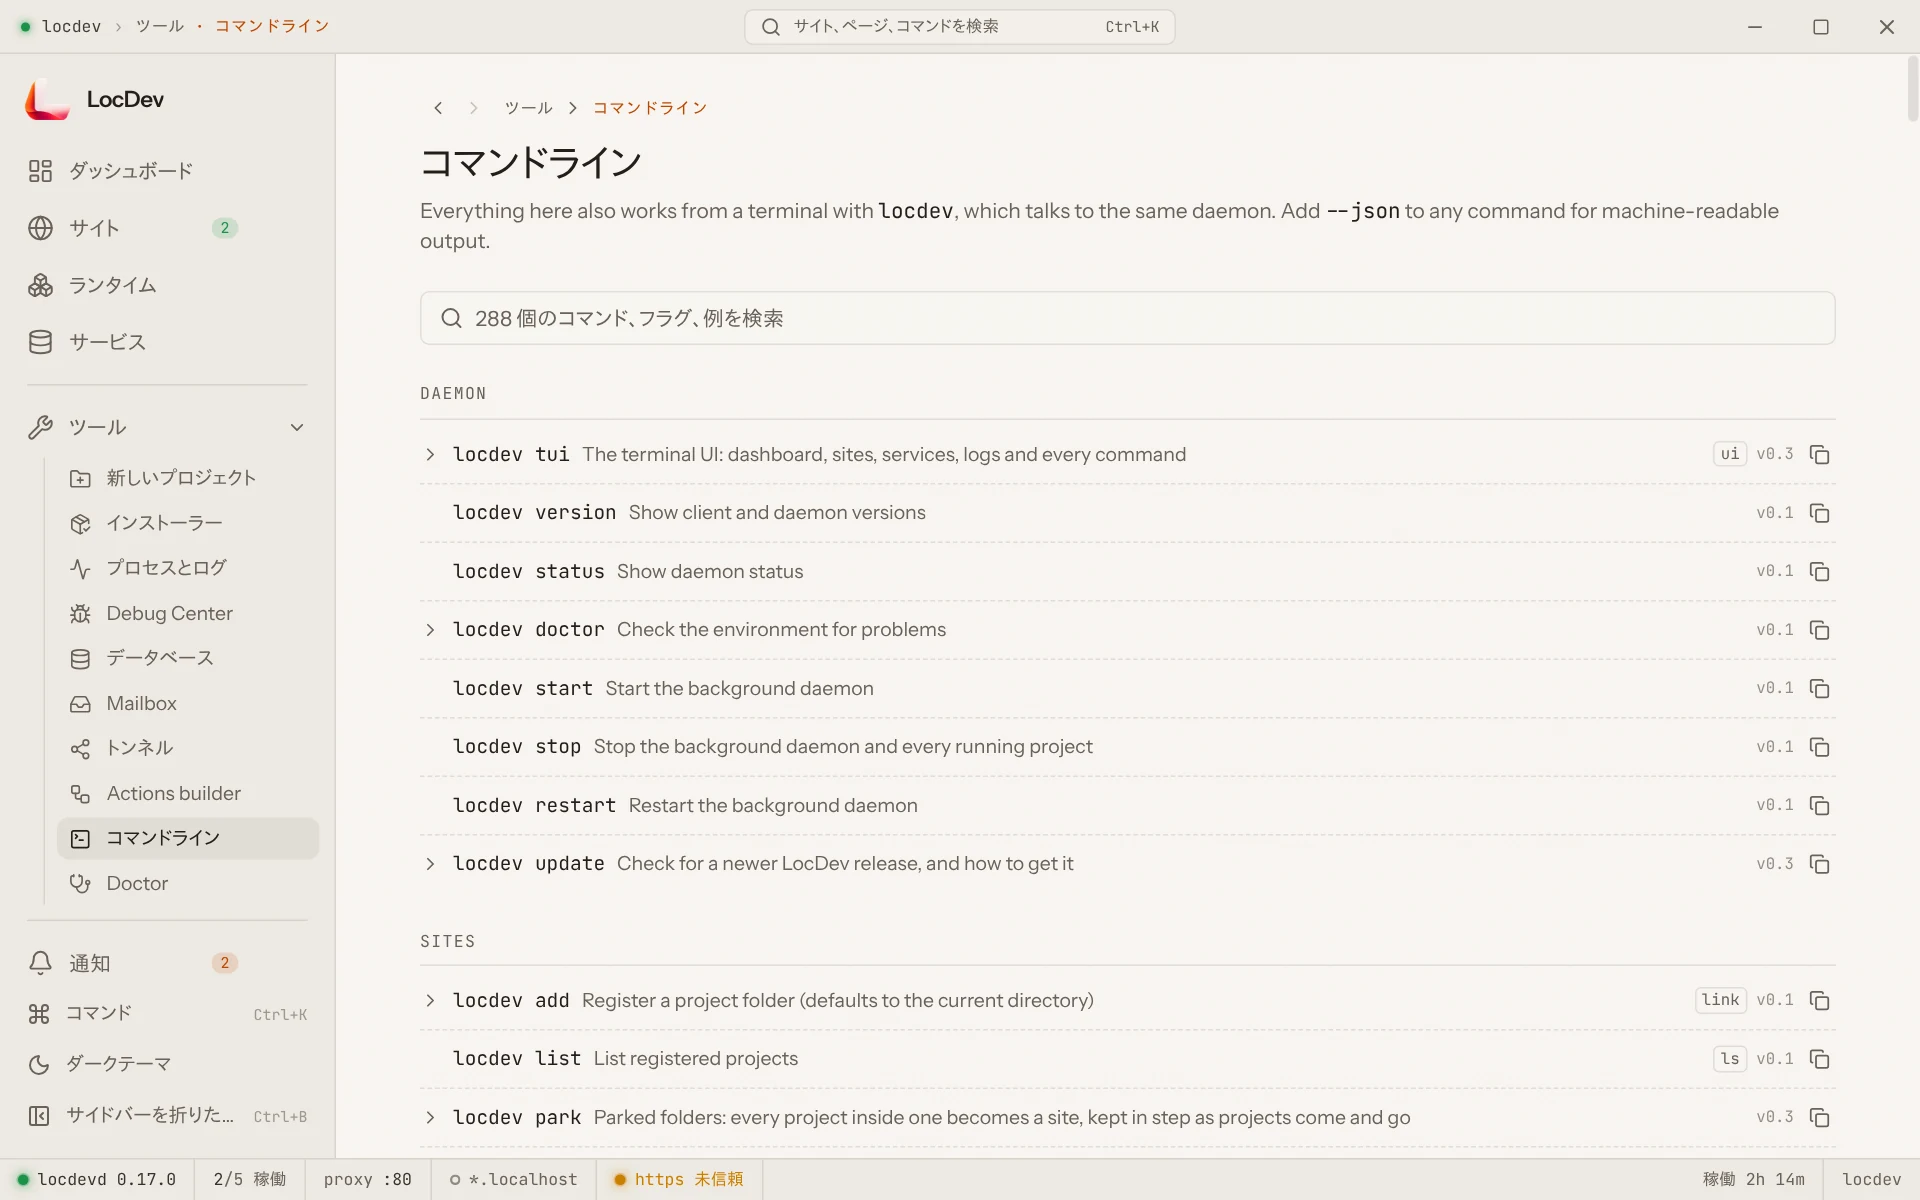 locdev › ツール · コマンドライン
サイト、ページ、コマンドを検索 Ctrl+K
LocDev
ダッシュボード
サイト 2
ランタイム
サービス
ツール
新しいプロジェクト
インストーラー
プロセスとログ
Debug Center
データベース
Mailbox
トンネル
Actions builder
コマンドライン
Doctor
通知 2
コマンド Ctrl+K
ダークテーマ
サイドバーを折りた… Ctrl+B
ツール > コマンドライン
コマンドライン
Everything here also works from a terminal with locdev, which talks to the same daemon. Add --json to any command for machine-readable
output.
288 個のコマンド、フラグ、例を検索
DAEMON
locdev tui The terminal UI: dashboard, sites, services, logs and every command ui v0.3
locdev version Show client and daemon versions v0.1
locdev status Show daemon status v0.1
locdev doctor Check the environment for problems v0.1
locdev start Start the background daemon v0.1
locdev stop Stop the background daemon and every running project v0.1
locdev restart Restart the background daemon v0.1
locdev update Check for a newer LocDev release, and how to get it v0.3
SITES
locdev add Register a project folder (defaults to the current directory) link v0.1
locdev list List registered projects ls v0.1
locdev park Parked folders: every project inside one becomes a site, kept in step as projects come and go v0.3
locdevd 0.17.0 2/5 稼働 proxy :80 *.localhost https 未信頼 稼働 2h 14m locdev